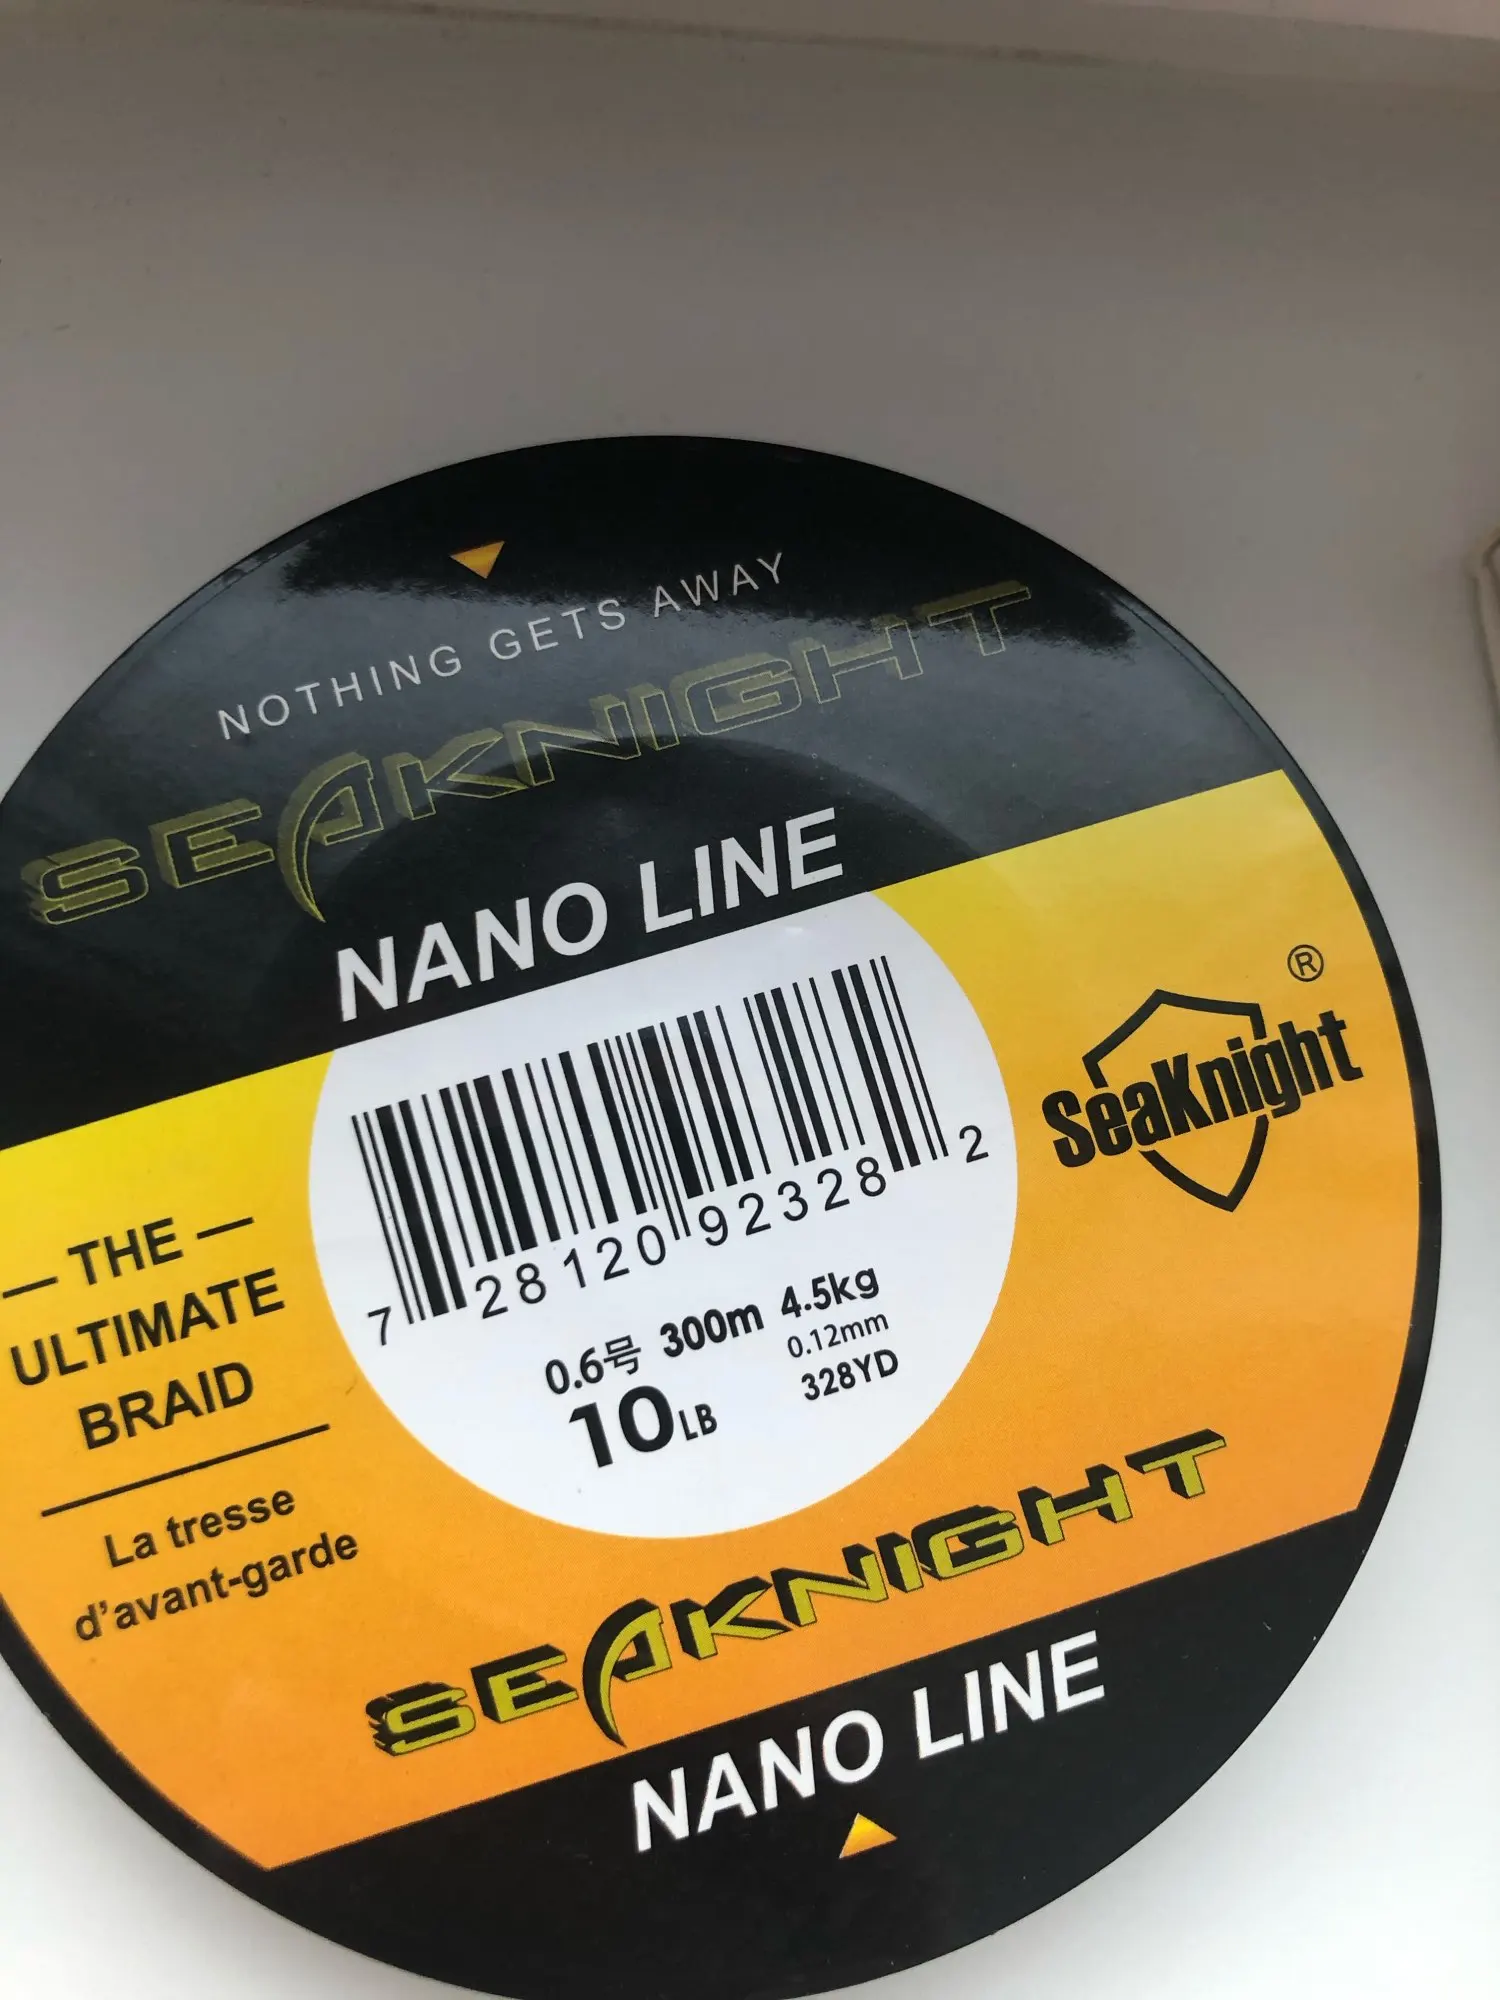 NOTHING GETS AWAY
SEAKNIGHT
NANO LINE
®
SeaKnight
7 28120 92328 2
0.6号 300m 4.5kg
0.12mm
10LB 328YD
— THE —
ULTIMATE
BRAID
La tresse
d'avant-garde
SEAKNIGHT
NANO LINE